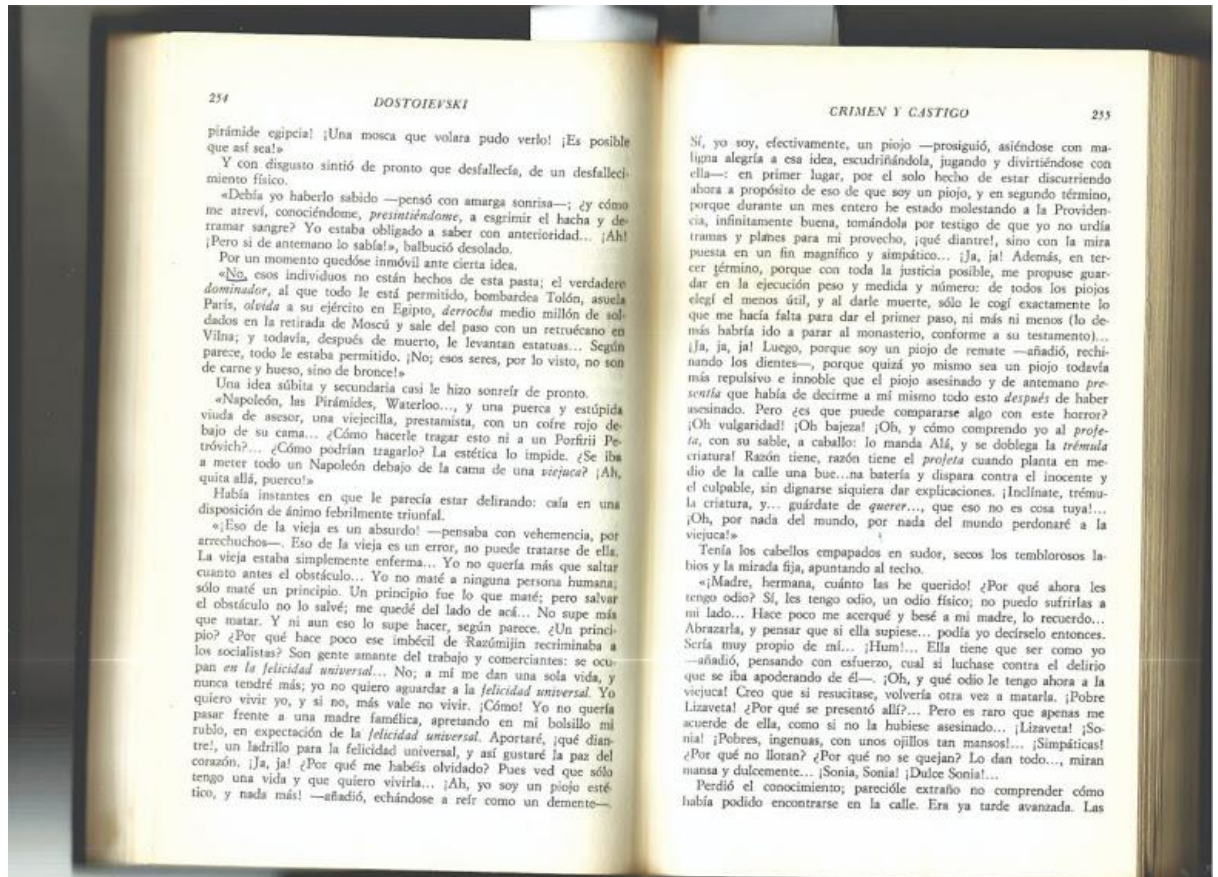 254
DOSTOIEVSKI
pirámide egipcia! ¡Una mosca que volara pudo verlo! ¡Es posible
que así sea!»
Y con disgusto sintió de pronto que desfallecía, de un desfalleci-
miento físico.
«Debía yo haberlo sabido —pensó con amarga sonrisa—; ¿y cómo
me atreví, conociéndome, presintiéndome, a esgrimir el hacha y de-
rramar sangre? Yo estaba obligado a saber con anterioridad... ¡Ah!
¡Pero si de antemano lo sabía!», balbució desolado.
Por un momento quedóse inmóvil ante cierta idea.
«No, esos individuos no están hechos de esta pasta; el verdadero
dominador, al que todo le está permitido, bombardea Tolón, asuela
París, olvida a su ejército en Egipto, derrocha medio millón de sol-
dados en la retirada de Moscú y sale del paso con un retruécano en
Vilna; y todavía, después de muerto, le levantan estatuas... Según
parece, todo le estaba permitido. ¡No; esos seres, por lo visto, no son
de carne y hueso, sino de bronce!»
Una idea súbita y secundaria casi le hizo sonreír de pronto.
«Napoleón, las Pirámides, Waterloo..., y una puerca y estúpida
viuda de asesor, una viejecilla, prestamista, con un cofre rojo de-
bajo de su cama... ¿Cómo hacerle tragar esto ni a un Porfirii Pe-
tróvich?... ¿Cómo podrían tragarlo? La estética lo impide. ¿Se iba
a meter todo un Napoleón debajo de la cama de una viejuca? ¡Ah,
quita allá, puerco!»
Había instantes en que le parecía estar delirando: caía en una
disposición de ánimo febrilmente triunfal.
«¡Eso de la vieja es un absurdo! —pensaba con vehemencia, por
arrechuchos—. Eso de la vieja es un error, no puede tratarse de ella.
La vieja estaba simplemente enferma... Yo no quería más que saltar
cuanto antes el obstáculo... Yo no maté a ninguna persona humana;
sólo maté un principio. Un principio fue lo que maté; pero salvar
el obstáculo no lo salvé; me quedé del lado de acá... No supe más
que matar. Y ni aun eso lo supe hacer, según parece. ¿Un princi-
pio? ¿Por qué hace poco ese imbécil de Razúmijin recriminaba a
los socialistas? Son gente amante del trabajo y comerciantes: se ocu-
pan en la felicidad universal... No; a mí me dan una sola vida, y
nunca tendré más; yo no quiero aguardar a la felicidad universal. Yo
quiero vivir yo, y si no, más vale no vivir. ¡Cómo! Yo no quería
pasar frente a una madre famélica, apretando en mi bolsillo mi
rublo, en expectación de la felicidad universal. Aportaré, ¡qué dian-
tre!, un ladrillo para la felicidad universal, y así gustaré la paz del
corazón. ¡Ja, ja! ¿Por qué me habéis olvidado? Pues ved que sólo
tengo una vida y que quiero vivirla... ¡Ah, yo soy un piojo esté-
tico, y nada más! —añadió, echándose a reír como un demente—.
CRIMEN Y CASTIGO
255
Sí, yo soy, efectivamente, un piojo —prosiguió, asiéndose con ma-
ligna alegría a esa idea, escudriñándola, jugando y divirtiéndose con
ella—: en primer lugar, por el solo hecho de estar discurriendo
ahora a propósito de eso de que soy un piojo, y en segundo término,
porque durante un mes entero he estado molestando a la Providen-
cia, infinitamente buena, tomándola por testigo de que yo no urdía
tramas y planes para mi provecho, ¡qué diantre!, sino con la mira
puesta en un fin magnífico y simpático... ¡Ja, ja! Además, en ter-
cer término, porque con toda la justicia posible, me propuse guar-
dar en la ejecución peso y medida y número: de todos los piojos
elegí el menos útil, y al darle muerte, sólo le cogí exactamente lo
que me hacía falta para dar el primer paso, ni más ni menos (lo de-
más habría ido a parar al monasterio, conforme a su testamento)...
¡Ja, ja, ja! Luego, porque soy un piojo de remate —añadió, rechi-
nando los dientes—, porque quizá yo mismo sea un piojo todavía
más repulsivo e innoble que el piojo asesinado y de antemano pre-
sentía que había de decirme a mí mismo todo esto después de haber
asesinado. Pero ¿es que puede compararse algo con este horror?
¡Oh vulgaridad! ¡Oh bajeza! ¡Oh, y cómo comprendo yo al profe-
ta, con su sable, a caballo: lo manda Alá, y se doblega la trémula
criatura! Razón tiene, razón tiene el profeta cuando planta en me-
dio de la calle una bue...na batería y dispara contra el inocente y
el culpable, sin dignarse siquiera dar explicaciones. ¡Inclínate, trému-
la criatura, y... guárdate de querer..., que eso no es cosa tuya!...
¡Oh, por nada del mundo, por nada del mundo perdonaré a la
viejuca!»
Tenía los cabellos empapados en sudor, secos los temblorosos la-
bios y la mirada fija, apuntando al techo.
«¡Madre, hermana, cuánto las he querido! ¿Por qué ahora les
tengo odio? Sí, les tengo odio, un odio físico; no puedo sufrirlas a
mi lado... Hace poco me acerqué y besé a mi madre, lo recuerdo...
Abrazarla, y pensar que si ella supiese... podía yo decírselo entonces.
Sería muy propio de mí... ¡Hum!... Ella tiene que ser como yo
—añadió, pensando con esfuerzo, cual si luchase contra el delirio
que se iba apoderando de él—. ¡Oh, y qué odio le tengo ahora a la
viejuca! Creo que si resucitase, volvería otra vez a matarla. ¡Pobre
Lizaveta! ¿Por qué se presentó allí?... Pero es raro que apenas me
acuerde de ella, como si no la hubiese asesinado... ¡Lizaveta! ¡So-
nia! ¡Pobres, ingenuas, con unos ojillos tan mansos!... ¡Simpáticas!
¿Por qué no lloran? ¿Por qué no se quejan? Lo dan todo..., miran
mansa y dulcemente... ¡Sonia, Sonia! ¡Dulce Sonia!...
Perdió el conocimiento; parecióle extraño no comprender cómo
había podido encontrarse en la calle. Era ya tarde avanzada. Las